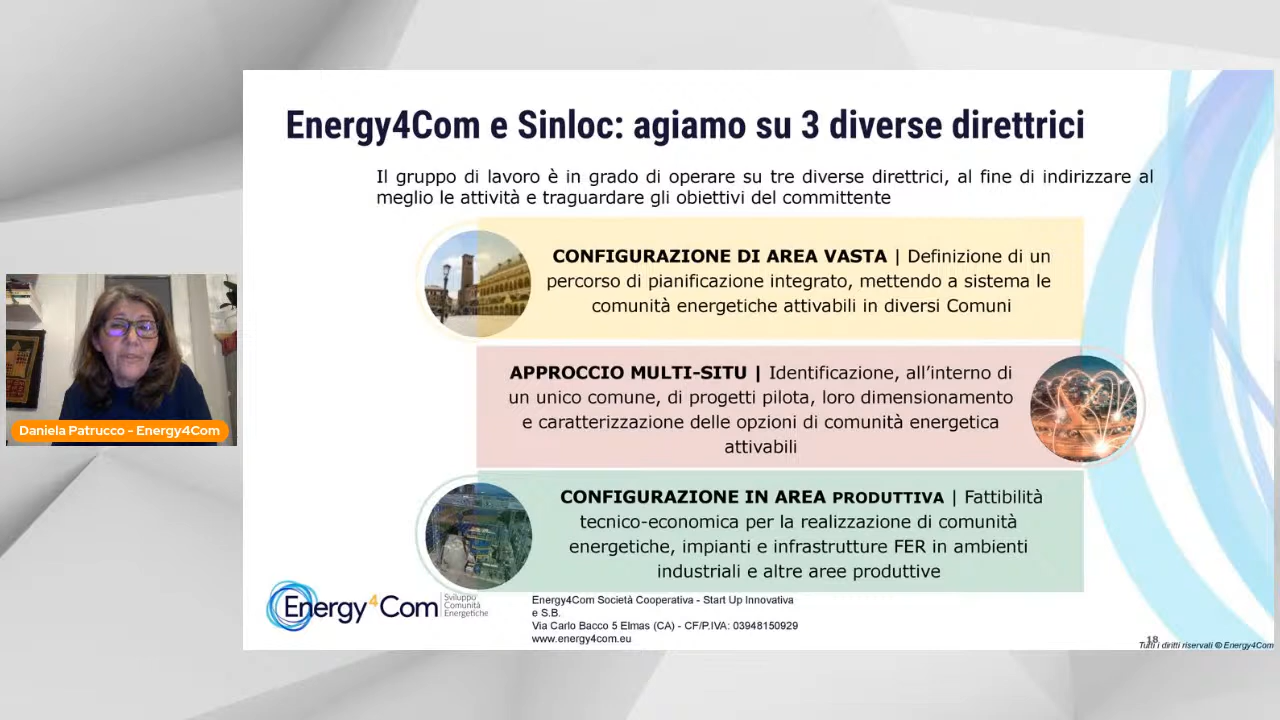 Energy4Com e Sinloc: agiamo su 3 diverse direttrici
Il gruppo di lavoro è in grado di operare su tre diverse direttrici, al fine di indirizzare al
meglio le attività e traguardare gli obiettivi del committente
CONFIGURAZIONE DI AREA VASTA | Definizione di un
percorso di pianificazione integrato, mettendo a sistema le
comunità energetiche attivabili in diversi Comuni
APPROCCIO MULTI-SITU | Identificazione, all'interno di
un unico comune, di progetti pilota, loro dimensionamento
e caratterizzazione delle opzioni di comunità energetica
attivabili
Daniela Patrucco - Energy4Com
CONFIGURAZIONE IN AREA PRODUTTIVA | Fattibilità
tecnico-economica per la realizzazione di comunità
energetiche, impianti e infrastrutture FER in ambienti
industriali e altre aree produttive
Energy4Com
Sviluppo
Comunità
Energetiche
Energy4Com Società Cooperativa - Start Up Innovativa
e S.B.
Via Carlo Bacco 5 Elmas (CA) - CF/P.IVA: 03948150929
www.energy4com.eu
18
Tutti i diritti riservati © Energy4Com